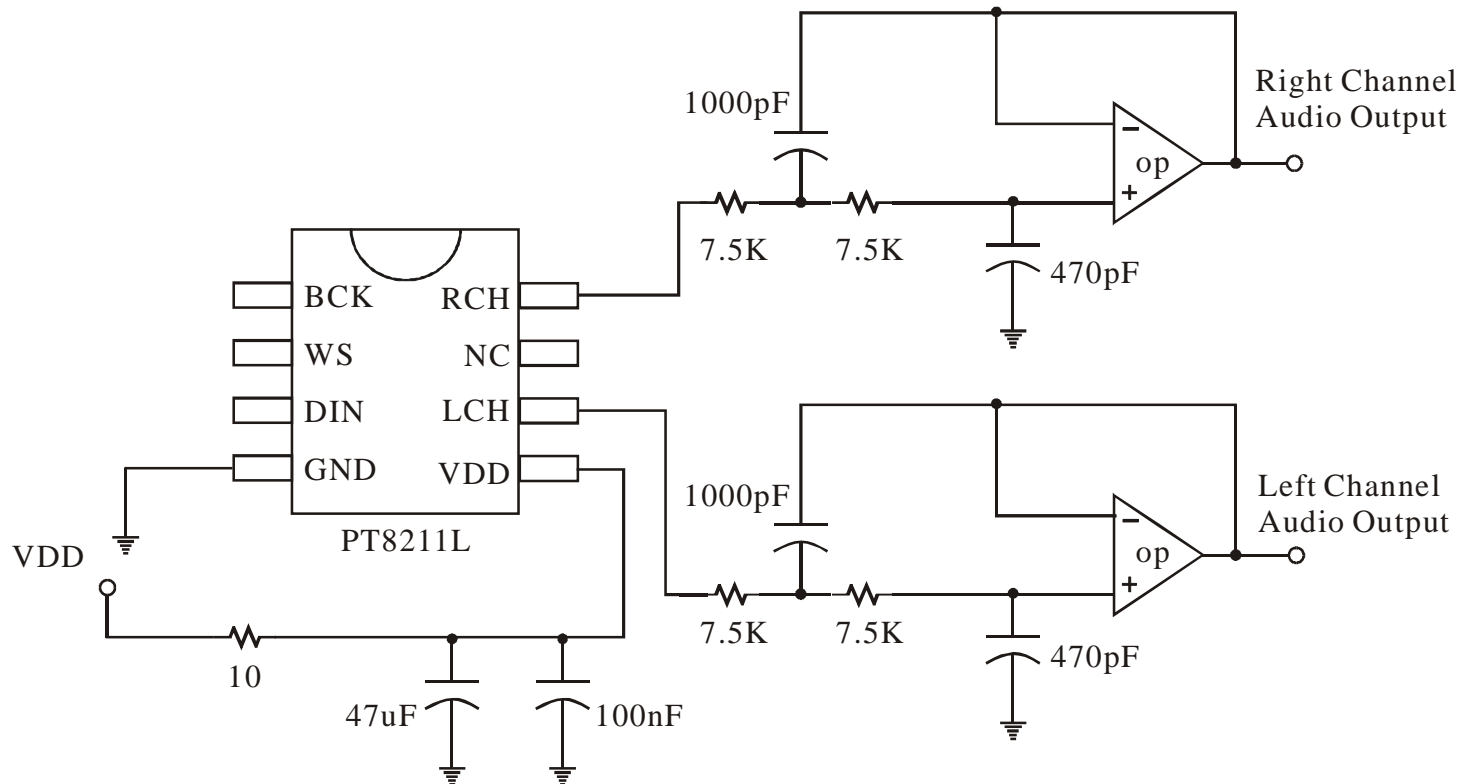 1000pF
Right Channel
Audio Output
-
op
+
7.5K
7.5K
470pF
BCK
RCH
WS
NC
DIN
LCH
GND
VDD
PT8211L
1000pF
Left Channel
Audio Output
-
op
+
7.5K
7.5K
470pF
VDD
10
47uF
100nF